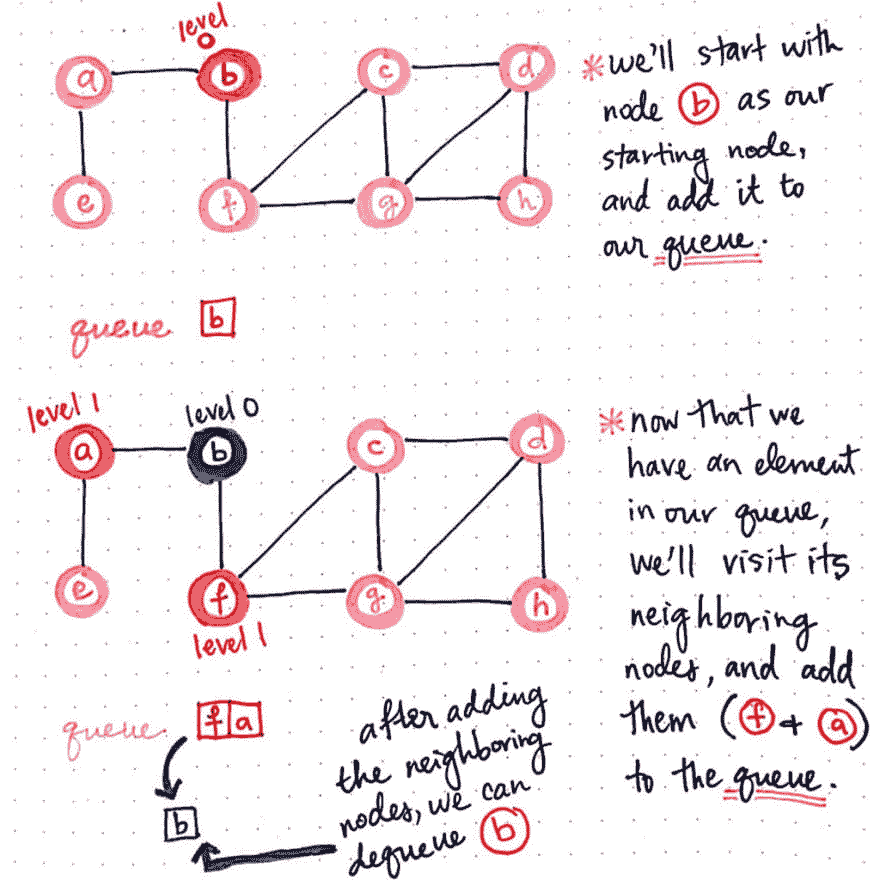 level
0
a
b
c
d
e
f
g
h
*we'll start with
node b as our
starting node,
and add it to
our queue.
queue b
level 1
level 0
a
b
c
d
e
f
g
h
level 1
*now that we
have an element
in our queue,
we'll visit its
neighboring
nodes, and add
them (f + a)
to the queue.
queue f a
b
after adding
the neighboring
nodes, we can
dequeue b